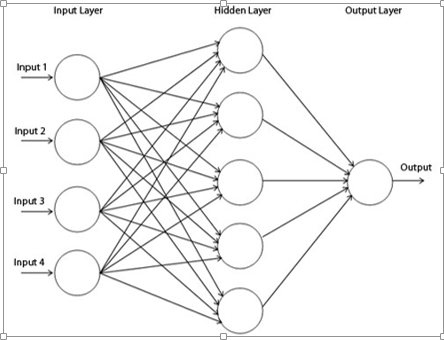 Input Layer
Hidden Layer
Output Layer
Input 1
Input 2
Input 3
Input 4
Output